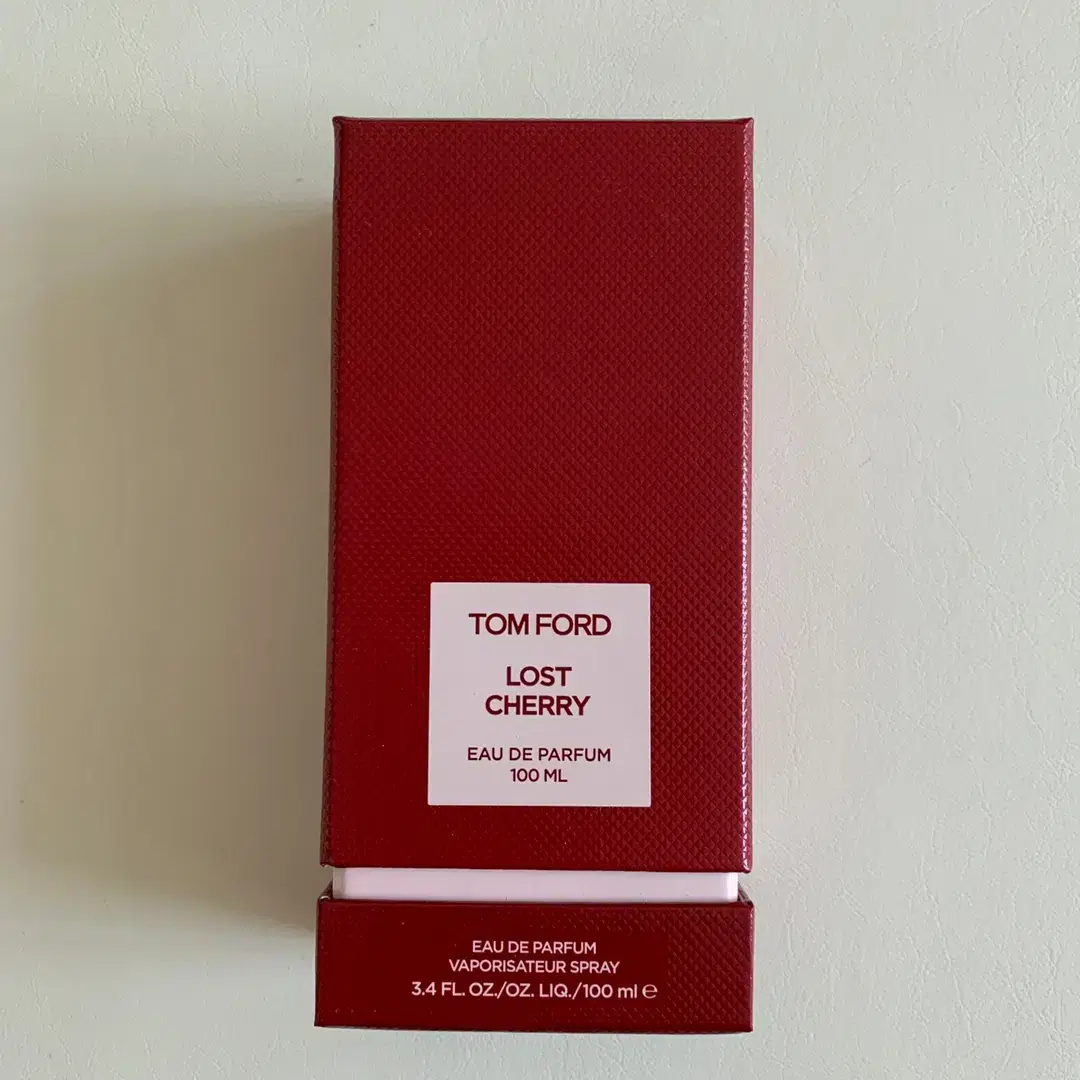 TOM FORD
LOST
CHERRY
EAU DE PARFUM
100 ML
EAU DE PARFUM
VAPORISATEUR SPRAY
3.4 FL. OZ./OZ. LIQ./100 ml ℮